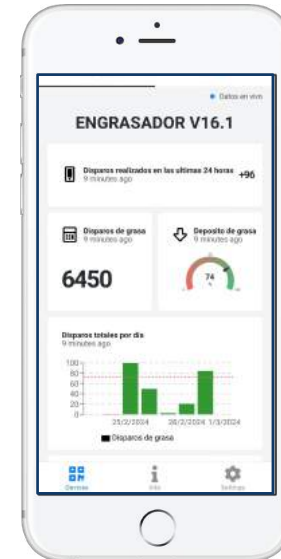 Datos en vivo
ENGRASADOR V16.1
Disparos realizados en las ultimas 24 horas
9 minutes ago
+96
Disparos de grasa
9 minutes ago
6450
Deposito de grasa
9 minutes ago
74
Disparos totales por día
9 minutes ago
100
80
60
40
20
0
25/2/2024 28/2/2024 1/3/2024
Disparos de grasa
Info
Settings